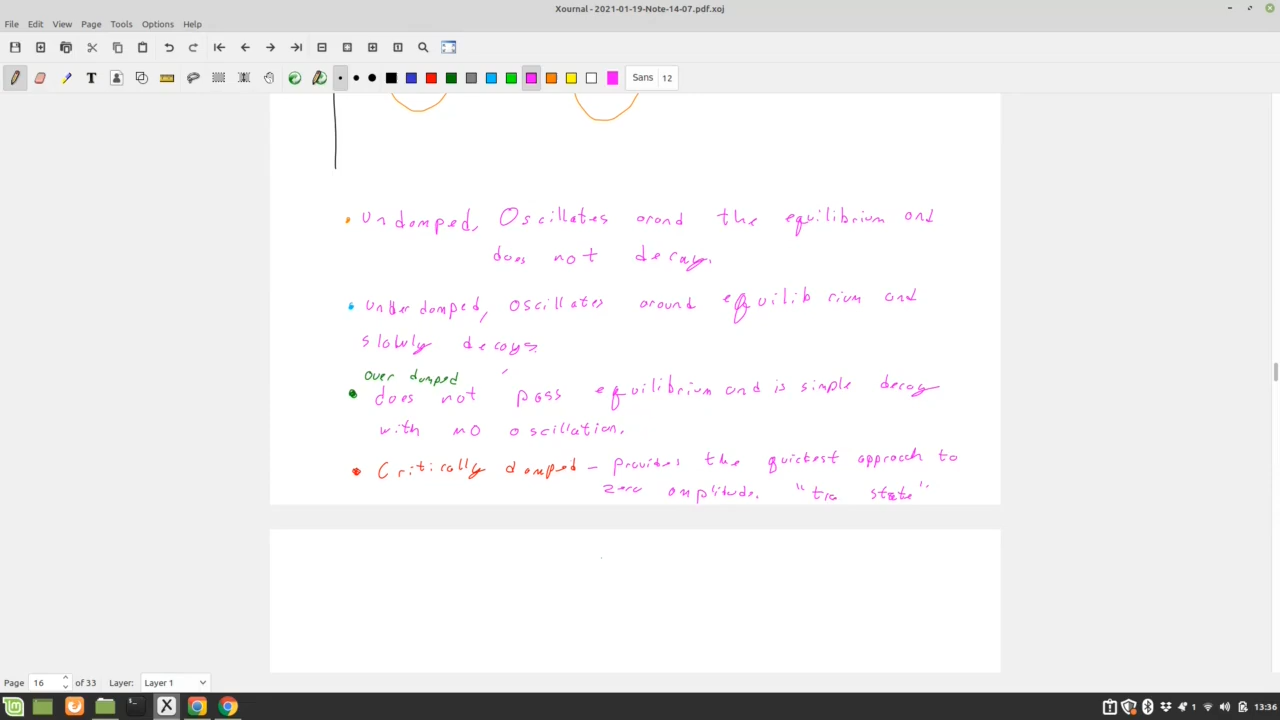 Xournal - 2021-01-19-Note-14-07.pdf.xoj
File Edit View Page Tools Options Help
Sans 12
Undamped, Oscillates arond the equilibrium and
does not decay.
Underdamped, oscillates around equilibrium and
slowly decays.
over damped
does not pass equilibrium and is simple decay
with no oscillation.
Critically damped - provides the quickest approach to
zero amplitude. " state"
Page 16 of 33 Layer: Layer 1
X 1 13:36